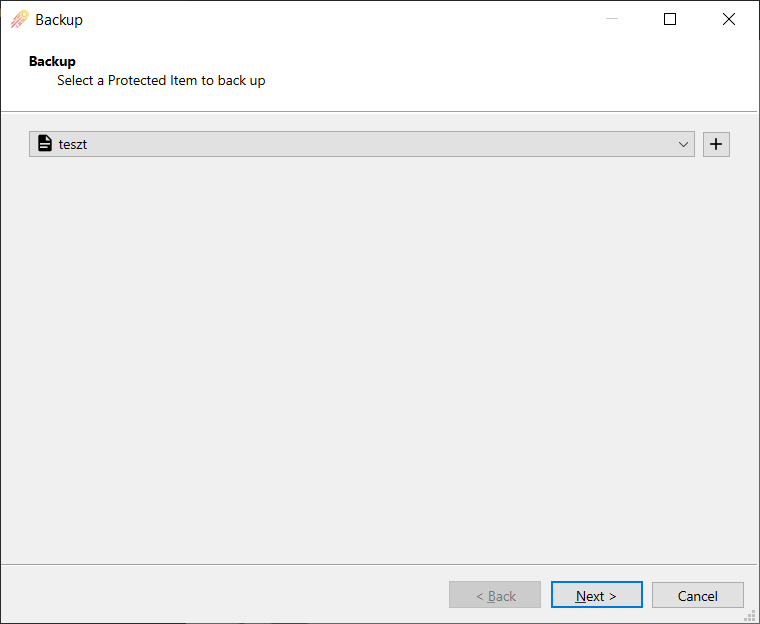 Backup
Backup
Select a Protected Item to back up
teszt
< Back
Next >
Cancel